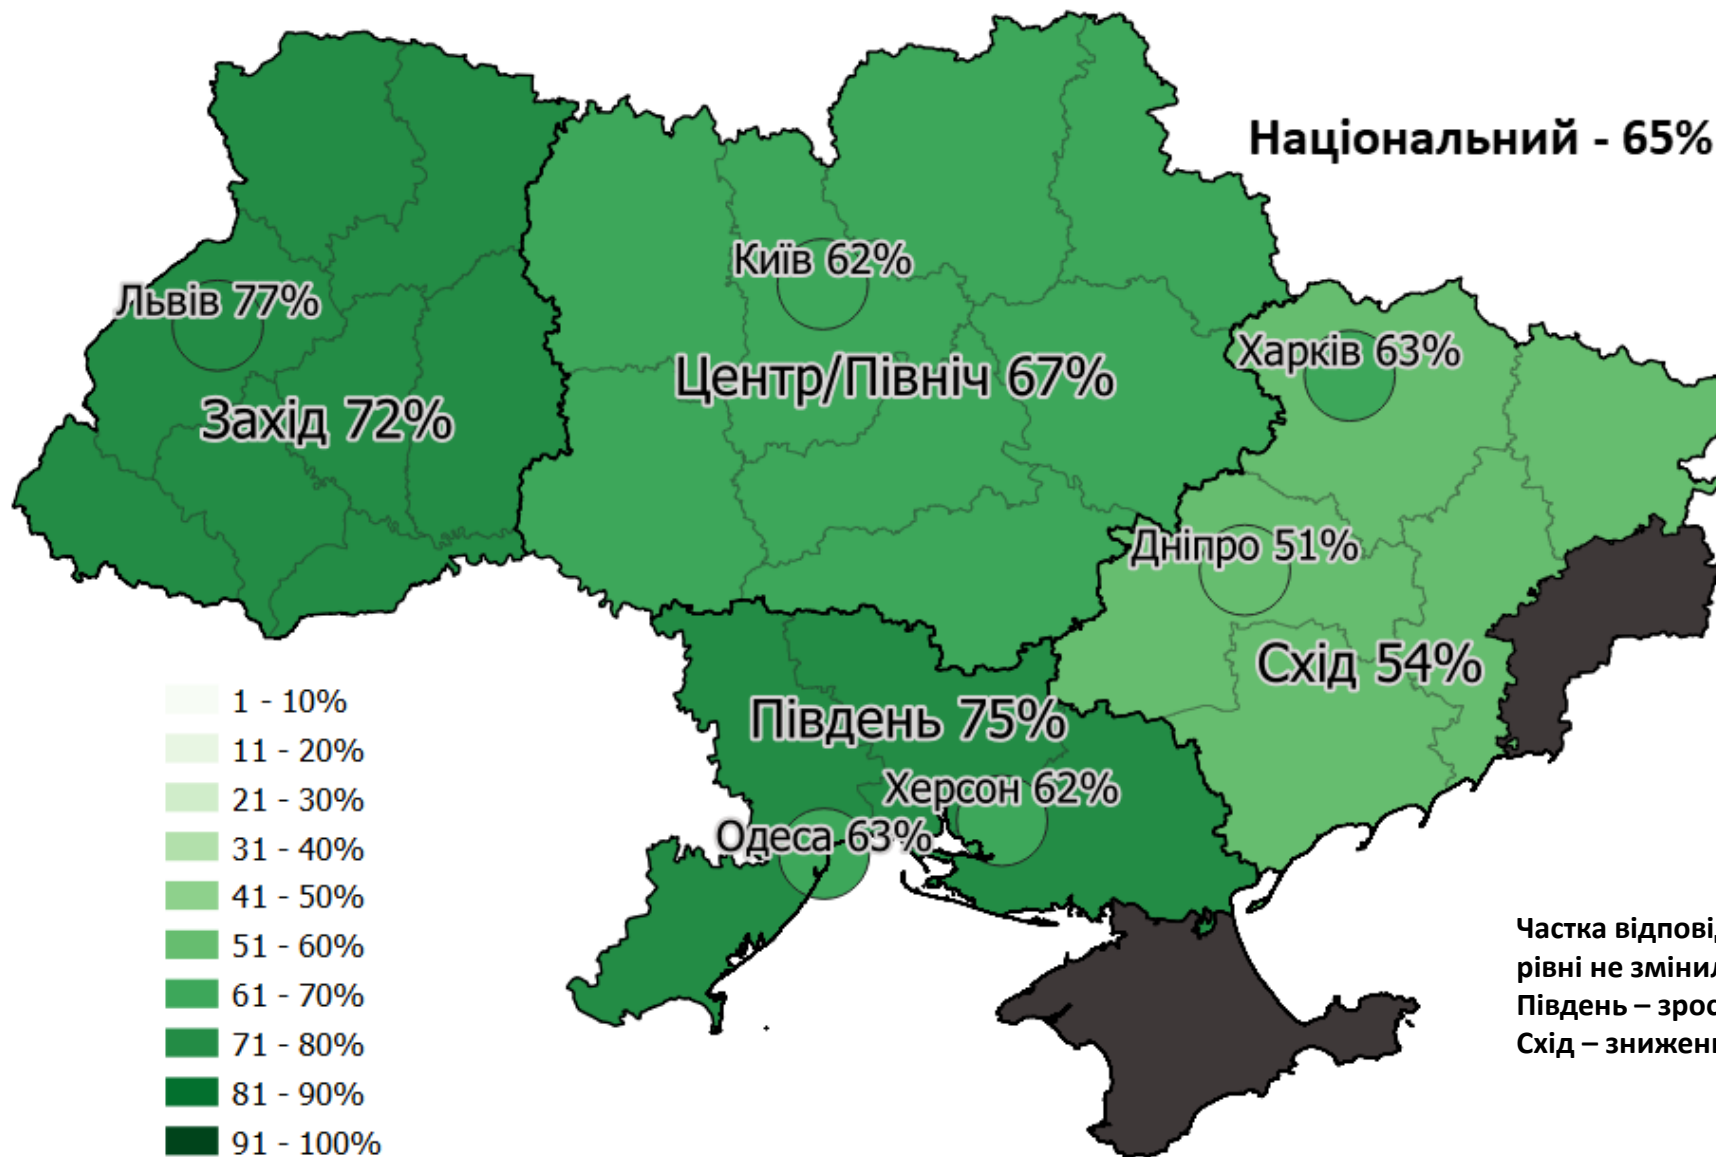 Національний - 65%
Київ 62%
Львів 77%
Харків 63%
Центр/Північ 67%
Захід 72%
Дніпро 51%
Схід 54%
Південь 75%
Херсон 62%
Одеса 63%
1 - 10%
11 - 20%
21 - 30%
31 - 40%
41 - 50%
51 - 60%
61 - 70%
71 - 80%
81 - 90%
91 - 100%
Частка
рівні не
Південь –
Схід –